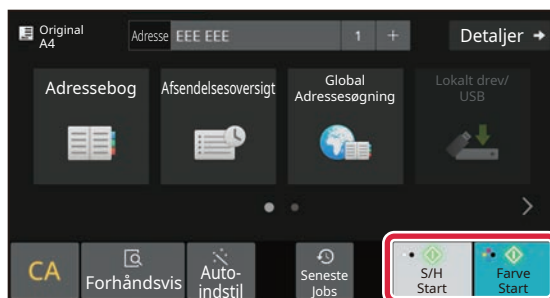 Original
A4
Adresse EEE EEE 1 +
Detaljer
Adressebog
Afsendelsesoversigt
Global
Adressesøgning
Lokalt drev/
USB
CA
Forhåndsvis
Auto-
indstil
Seneste
Jobs
S/H
Start
Farve
Start